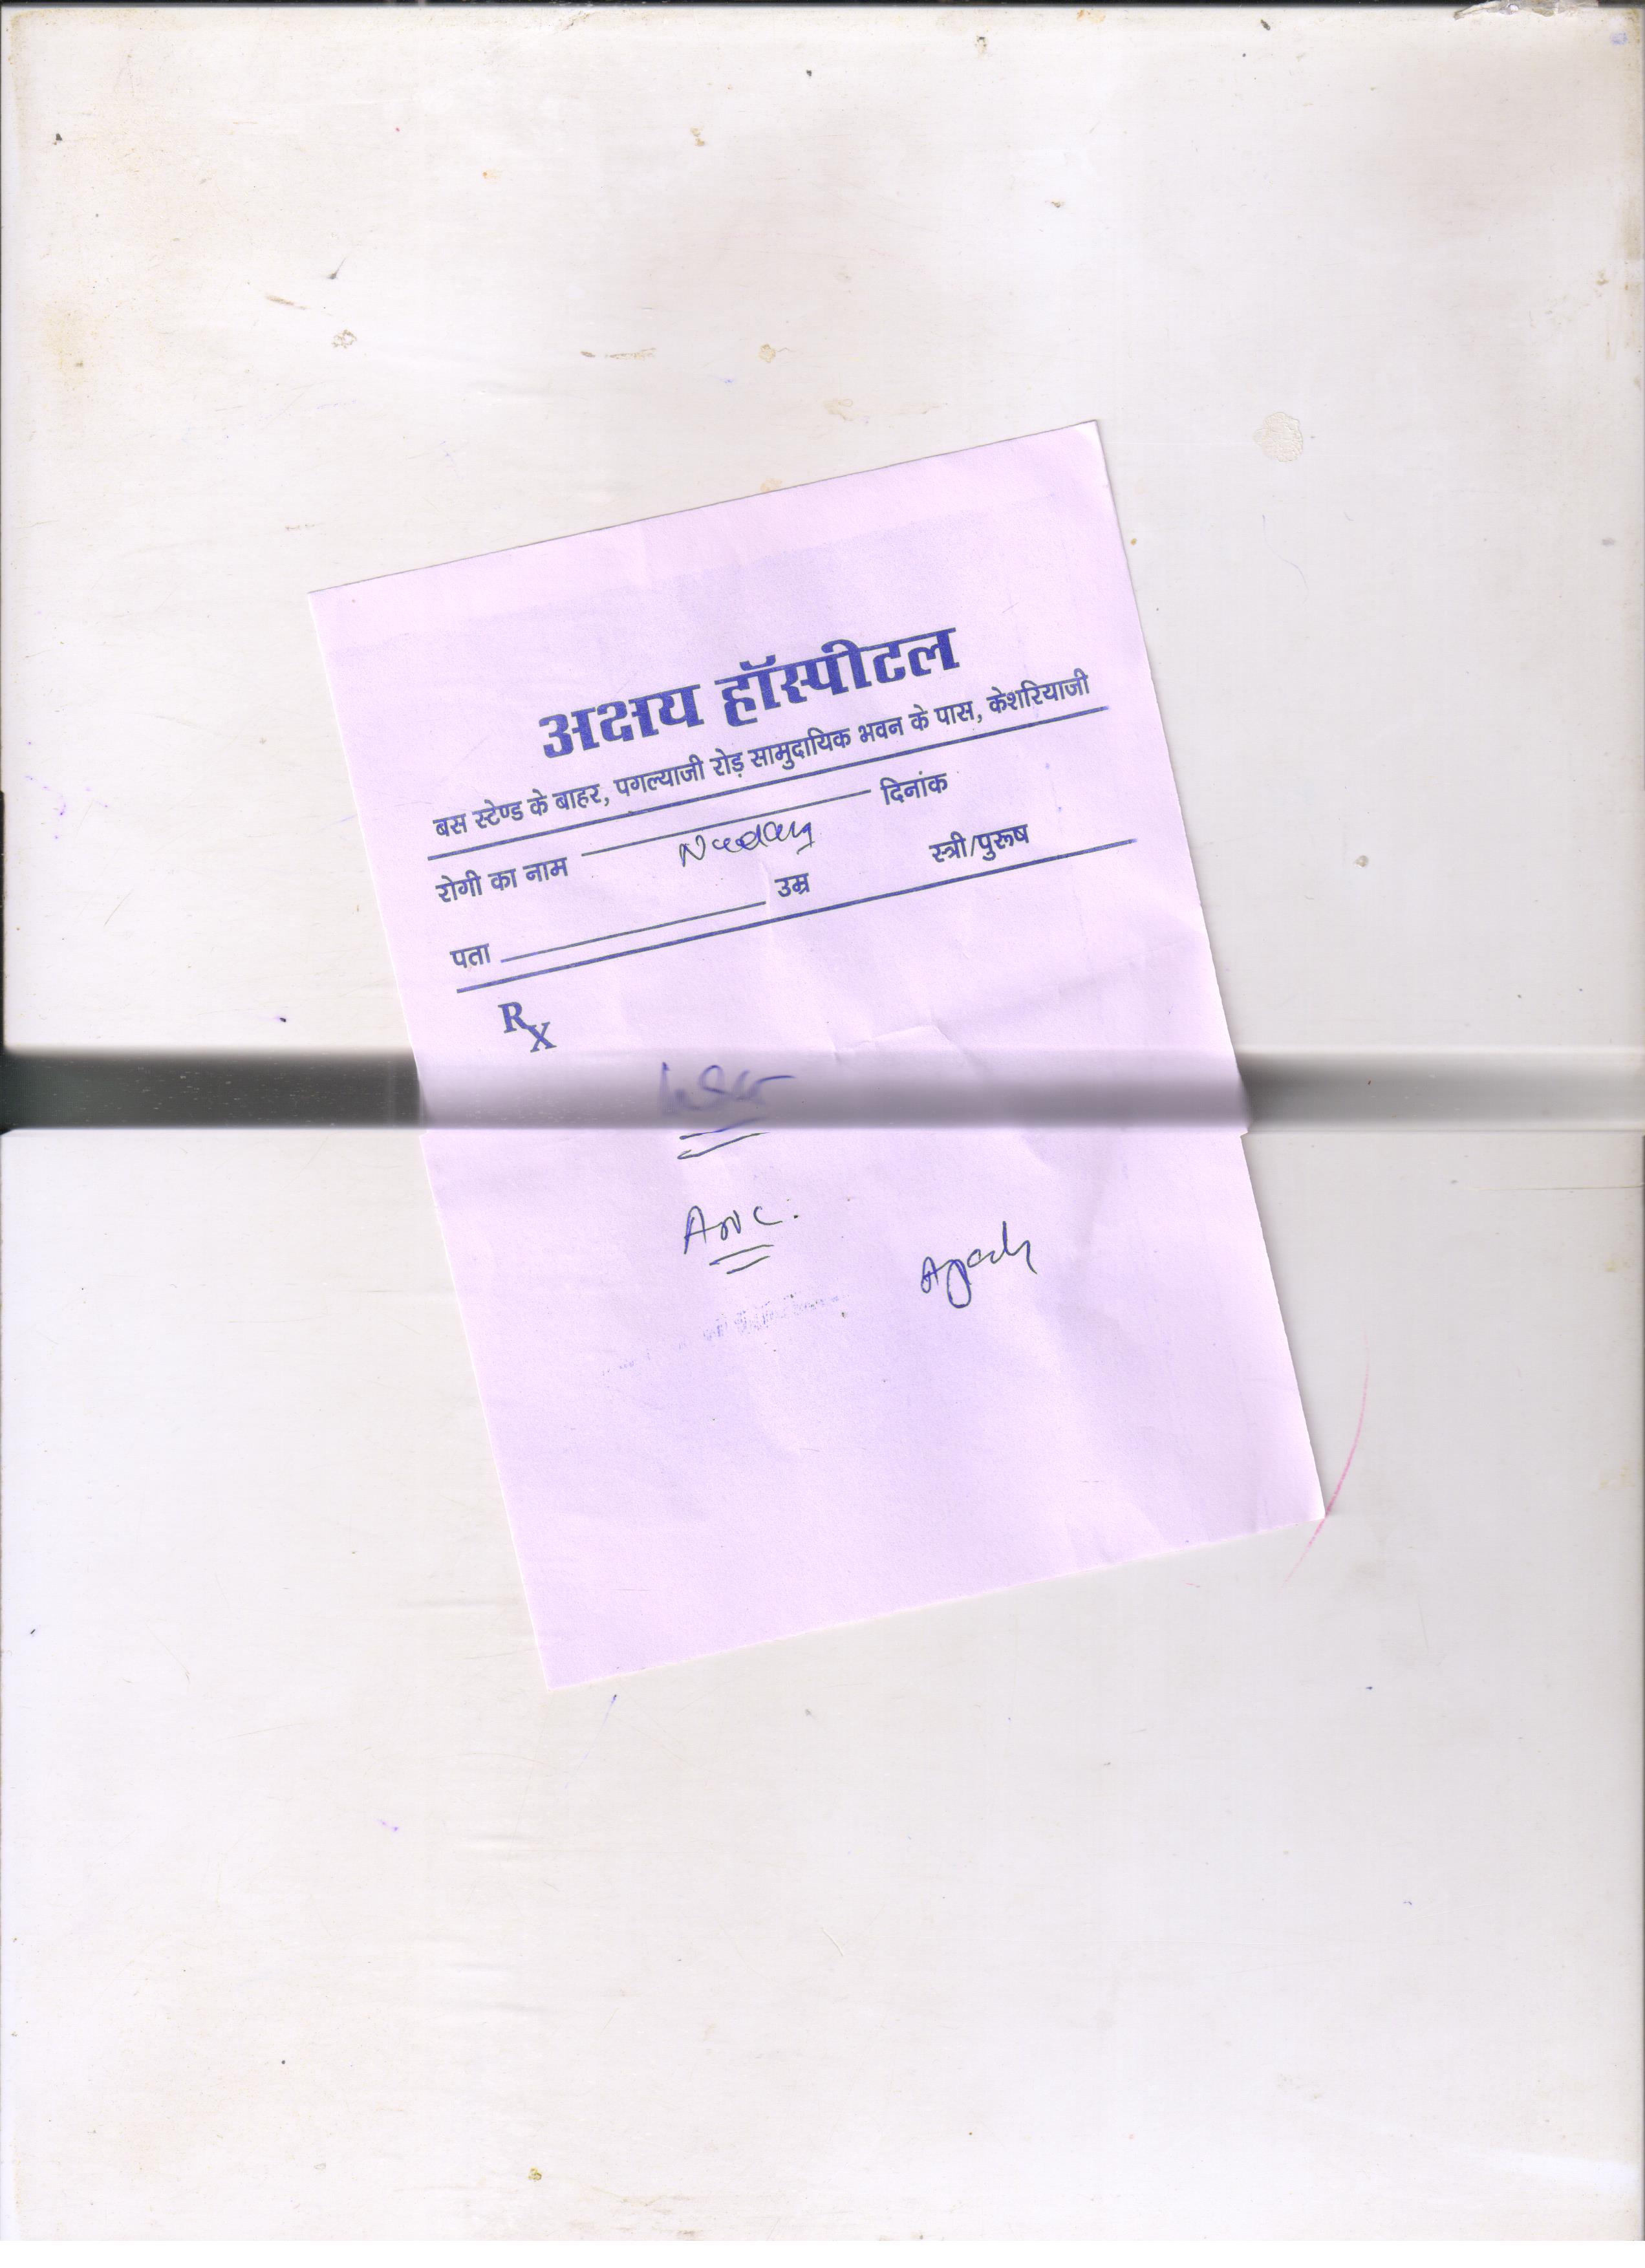 अक्षय हॉस्पीटल
बस स्टेण्ड के बाहर, पगल्याजी रोड़ सामुदायिक भवन के पास, केशरियाजी
रोगी का नाम दिनांक
पता उम्र स्त्री/पुरूष
Rx
ANC.